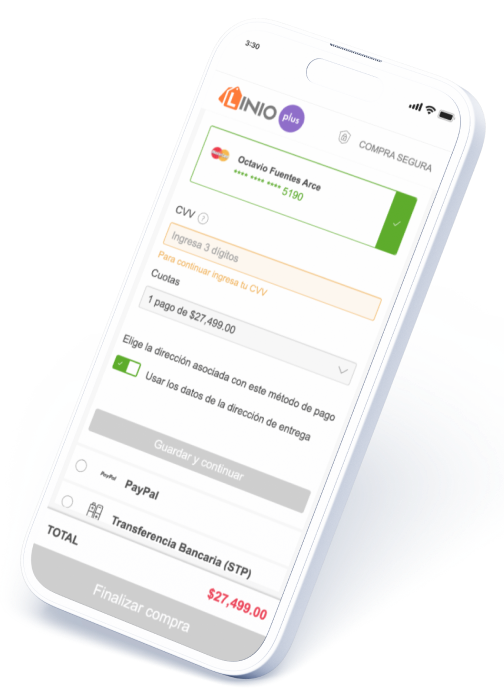 3:30
LINIO plus
COMPRA SEGURA
MasterCard
Octavio Fuentes Arce
•••• •••• •••• 5190
CVV ?
Ingresa 3 dígitos
Para continuar ingresa tu CVV
Cuotas
1 pago de $27,499.00
Elige la dirección asociada con este método de pago
Usar los datos de la dirección de entrega
Guardar y continuar
PayPal PayPal
Transferencia Bancaria (STP)
TOTAL $27,499.00
Finalizar compra